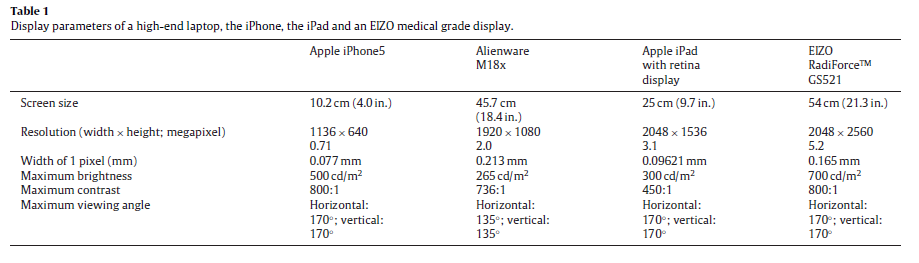 Table 1
Display parameters of a high-end laptop, the iPhone, the iPad and an EIZO medical grade display.
Apple iPhone5 Alienware Apple iPad EIZO
M18x with retina RadiForce™
display GS521
Screen size 10.2 cm (4.0 in.) 45.7 cm 25 cm (9.7 in.) 54 cm (21.3 in.)
(18.4 in.)
Resolution (width × height; megapixel) 1136 × 640 1920 × 1080 2048 × 1536 2048 × 2560
0.71 2.0 3.1 5.2
Width of 1 pixel (mm) 0.077 mm 0.213 mm 0.09621 mm 0.165 mm
Maximum brightness 500 cd/m² 265 cd/m² 300 cd/m² 700 cd/m²
Maximum contrast 800:1 736:1 450:1 800:1
Maximum viewing angle Horizontal: Horizontal: Horizontal: Horizontal:
170°; vertical: 135°; vertical: 170°; vertical: 170°; vertical:
170° 135° 170° 170°